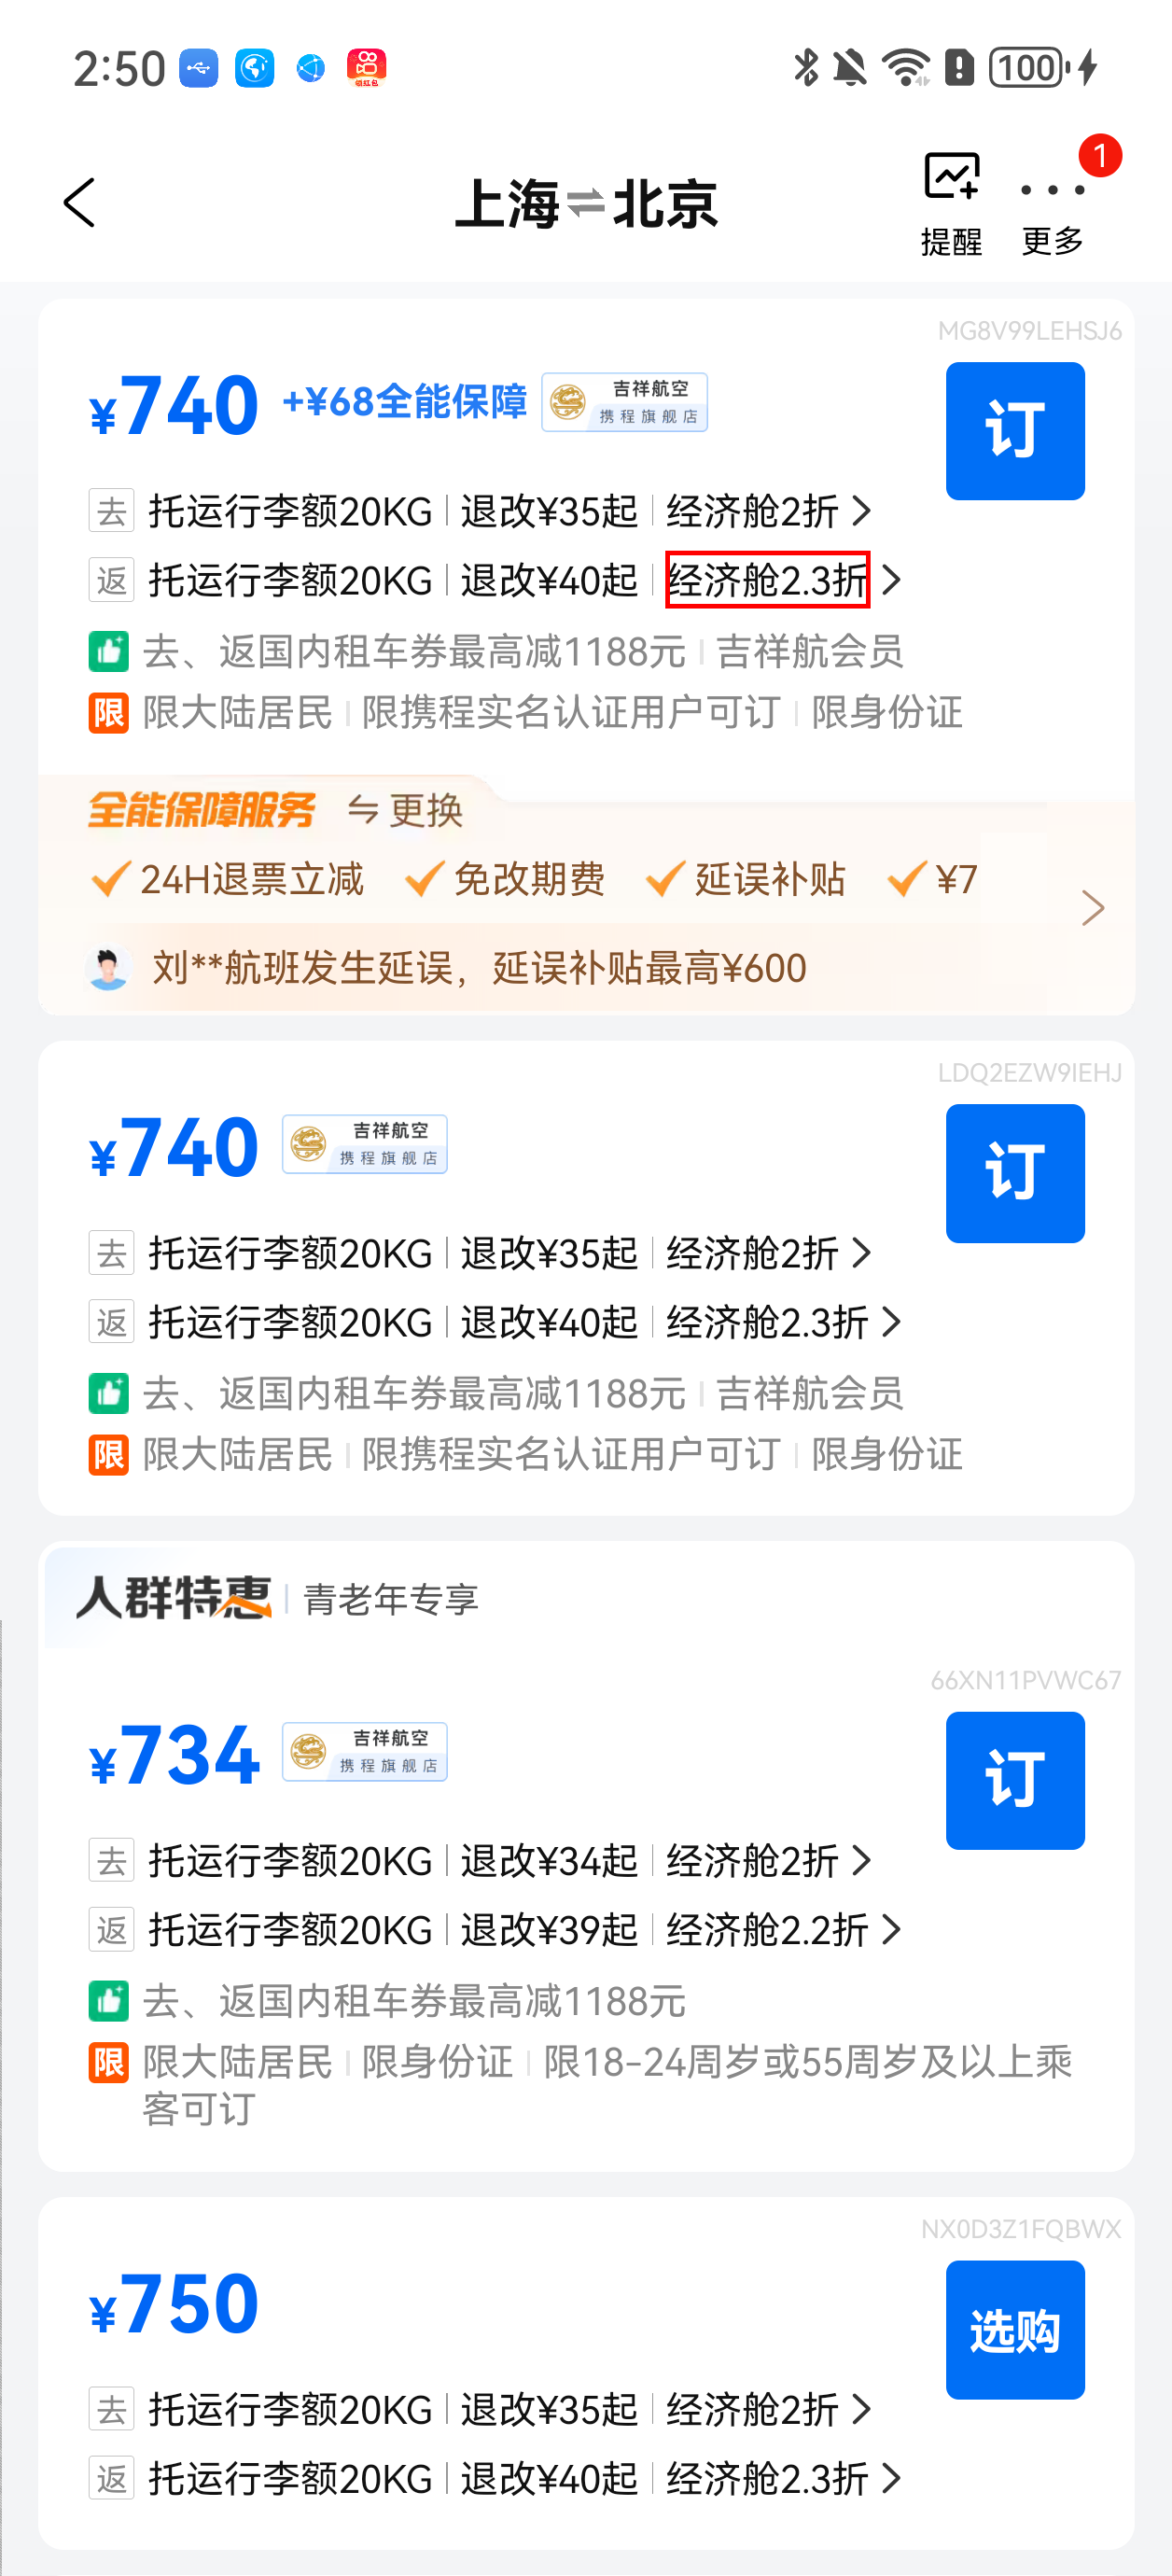 2:50
领红包
100
上海⇌北京
提醒
更多
1
MG8V99LEHSJ6
¥740 +¥68全能保障 吉祥航空 携程旗舰店
订
去 托运行李额20KG | 退改¥35起 | 经济舱2折 >
返 托运行李额20KG | 退改¥40起 | 经济舱2.3折 >
去、返国内租车券最高减1188元 | 吉祥航会员
限 限大陆居民 | 限携程实名认证用户可订 | 限身份证
全能保障服务 ⇋ 更换
24H退票立减 免改期费 延误补贴 ¥7
刘**航班发生延误，延误补贴最高¥600
LDQ2EZW9IEHJ
¥740 吉祥航空 携程旗舰店
订
去 托运行李额20KG | 退改¥35起 | 经济舱2折 >
返 托运行李额20KG | 退改¥40起 | 经济舱2.3折 >
去、返国内租车券最高减1188元 | 吉祥航会员
限 限大陆居民 | 限携程实名认证用户可订 | 限身份证
人群特惠 | 青老年专享
66XN11PVWC67
¥734 吉祥航空 携程旗舰店
订
去 托运行李额20KG | 退改¥34起 | 经济舱2折 >
返 托运行李额20KG | 退改¥39起 | 经济舱2.2折 >
去、返国内租车券最高减1188元
限 限大陆居民 | 限身份证 | 限18-24周岁或55周岁及以上乘
客可订
NX0D3Z1FQBWX
¥750
选购
去 托运行李额20KG | 退改¥35起 | 经济舱2折 >
返 托运行李额20KG | 退改¥40起 | 经济舱2.3折 >